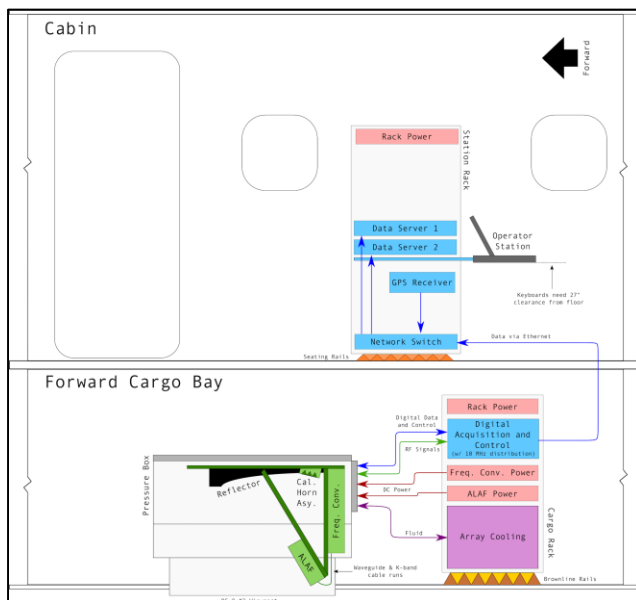 Cabin
Forward
Rack Power
Station Rack
Data Server 1
Data Server 2
Operator
Station
GPS Receiver
Keyboards need 27"
clearance from floor
Network Switch
Data via Ethernet
Seating Rails
Forward Cargo Bay
Rack Power
Digital Data
and Control
Digital
Acquisition and
Control
(w/ 10 MHz distribution)
RF Signals
Pressure Box
Reflector
Cal.
Horn
Asy.
Freq. Conv.
Freq. Conv. Power
DC Power
ALAF Power
Cargo Rack
Fluid
Array Cooling
ALAF
Waveguide & K-band
cable runs
Brownline Rails